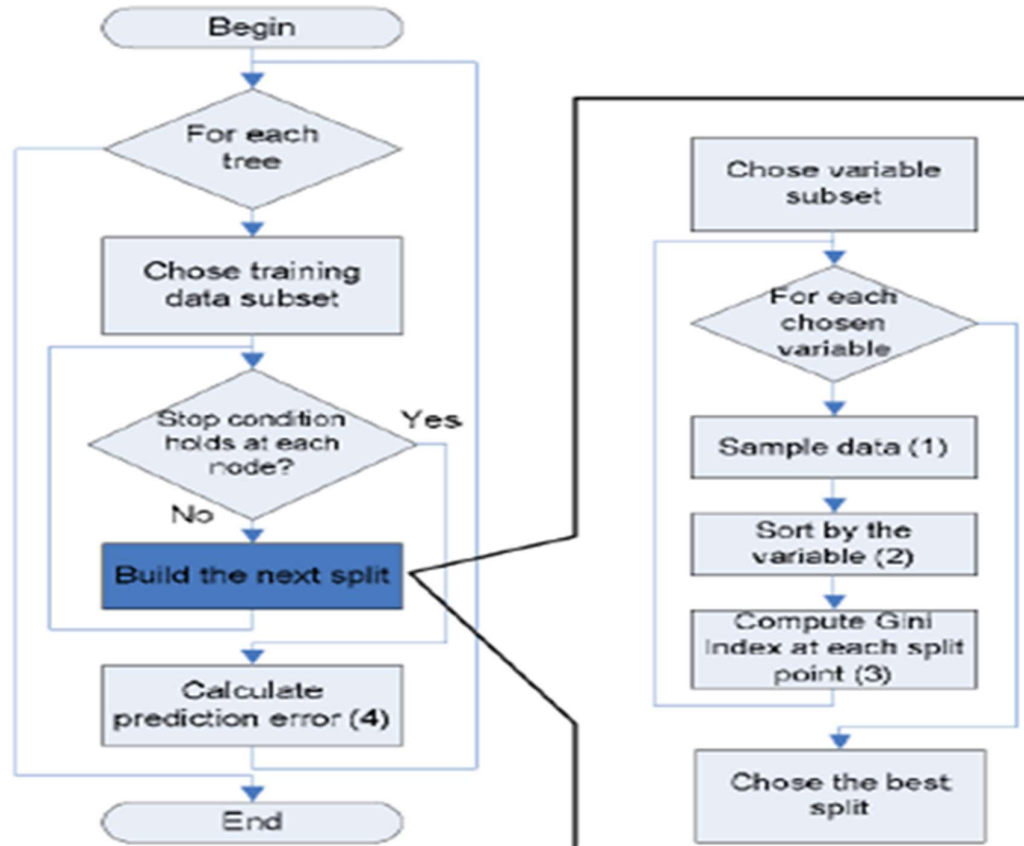 Begin
For each
tree
Chose training
data subset
Stop condition
holds at each
node?
Yes
No
Build the next split
Calculate
prediction error (4)
End
Chose variable
subset
For each
chosen
variable
Sample data (1)
Sort by the
variable (2)
Compute Gini
Index at each split
point (3)
Chose the best
split